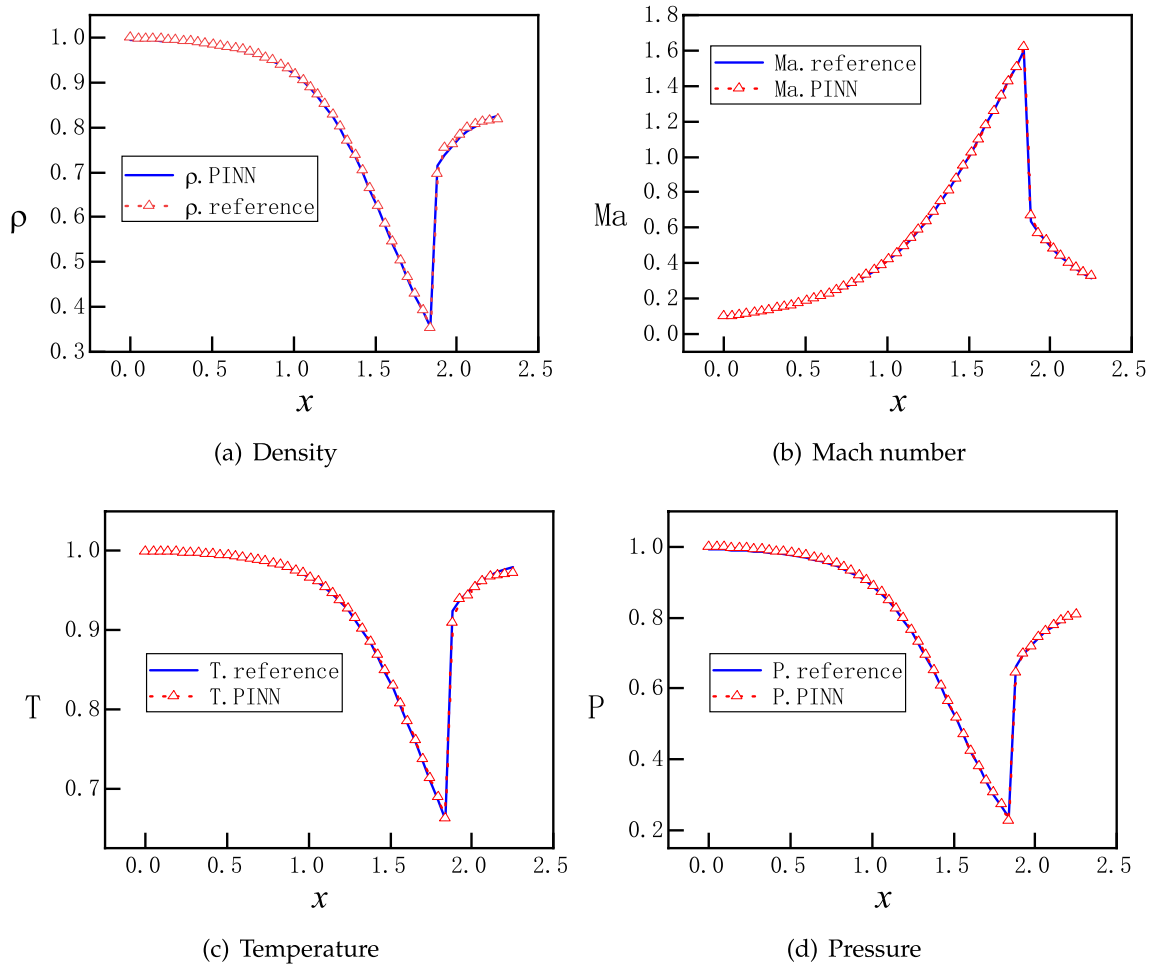 1.0
0.9
0.8
0.7
0.6
0.5
0.4
0.3
ρ
ρ. PINN
ρ. reference
0.0 0.5 1.0 1.5 2.0 2.5
x
(a) Density
1.8
1.6
1.4
1.2
1.0
0.8
0.6
0.4
0.2
0.0
Ma
Ma. reference
Ma. PINN
0.0 0.5 1.0 1.5 2.0 2.5
x
(b) Mach number
1.0
0.9
0.8
0.7
T
T. reference
T. PINN
0.0 0.5 1.0 1.5 2.0 2.5
x
(c) Temperature
1.0
0.8
0.6
0.4
0.2
P
P. reference
P. PINN
0.0 0.5 1.0 1.5 2.0 2.5
x
(d) Pressure